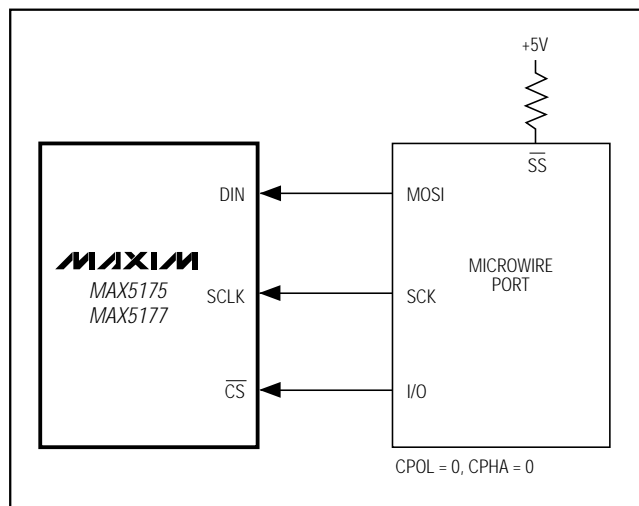 +5V
SS
DIN
MOSI
MAXIM
MAX5175
MAX5177
SCLK
SCK
MICROWIRE
PORT
CS
I/O
CPOL = 0, CPHA = 0